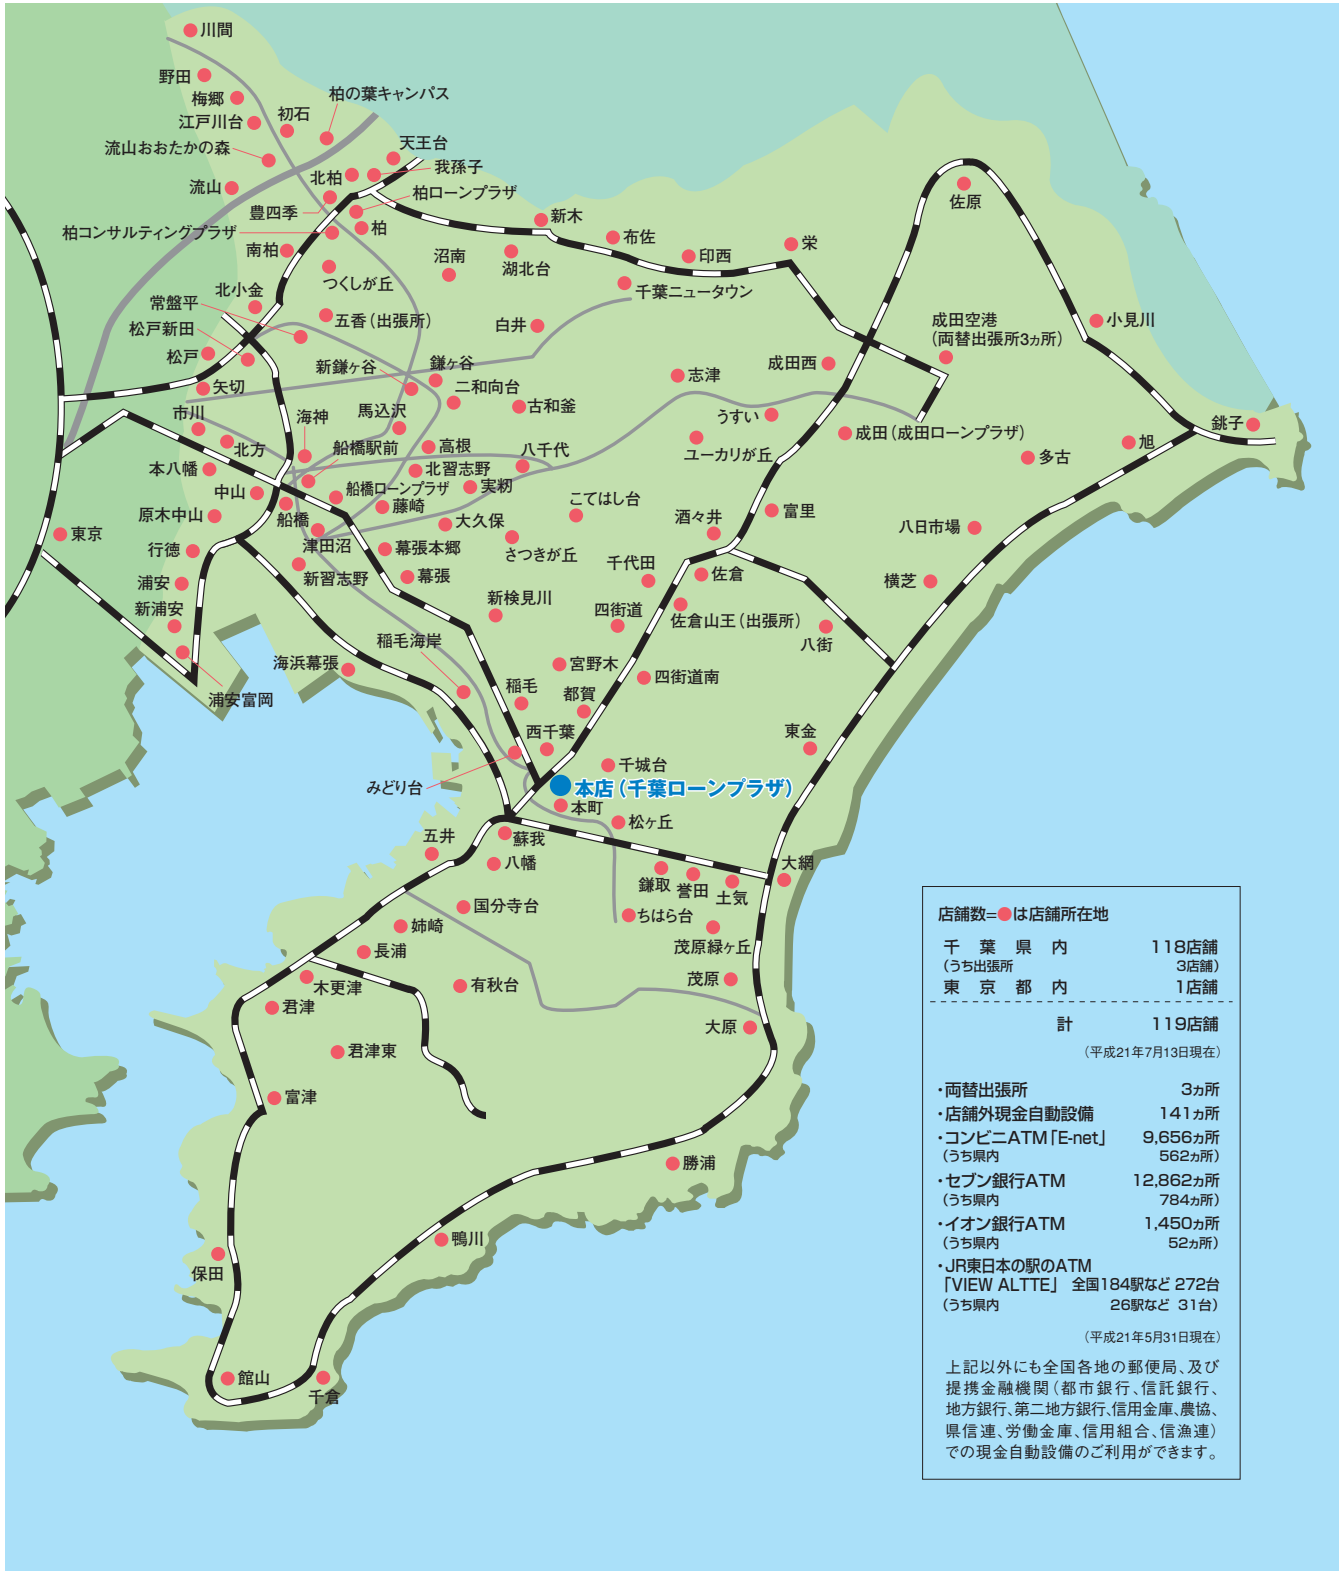 川間
野田
梅郷
柏の葉キャンパス
江戸川台
初石
天王台
流山おおたかの森
我孫子
北柏
流山
柏ローンプラザ
豊四季
佐原
柏コンサルティングプラザ
柏
新木
布佐
栄
南柏
沼南
湖北台
印西
つくしが丘
千葉ニュータウン
北小金
常盤平
五香(出張所)
白井
成田空港
(両替出張所3ヵ所)
小見川
松戸新田
松戸
新鎌ヶ谷
鎌ヶ谷
成田西
志津
矢切
二和向台
古和釜
市川
海神
馬込沢
うすい
銚子
北方
船橋駅前
高根
八千代
ユーカリが丘
成田(成田ローンプラザ)
旭
多古
本八幡
北習志野
中山
船橋ローンプラザ
実籾
藤崎
こてはし台
原木中山
船橋
大久保
酒々井
富里
八日市場
東京
津田沼
さつきが丘
行徳
幕張本郷
千代田
佐倉
新習志野
幕張
横芝
浦安
新検見川
四街道
佐倉山王(出張所)
新浦安
稲毛海岸
八街
海浜幕張
宮野木
四街道南
浦安富岡
稲毛
都賀
西千葉
東金
千城台
みどり台
本店(千葉ローンプラザ)
本町
松ヶ丘
五井
蘇我
八幡
大網
鎌取
誉田
土気
国分寺台
ちはら台
姉崎
茂原緑ヶ丘
長浦
木更津
有秋台
茂原
君津
大原
君津東
富津
勝浦
鴨川
保田
館山
千倉
店舗数=●は店舗所在地
千葉県内 118店舗
(うち出張所 3店舗)
東京都内 1店舗
計 119店舗
(平成21年7月13日現在)
・両替出張所 3ヵ所
・店舗外現金自動設備 141ヵ所
・コンビニATM「E-net」 9,656ヵ所
(うち県内 562ヵ所)
・セブン銀行ATM 12,862ヵ所
(うち県内 784ヵ所)
・イオン銀行ATM 1,450ヵ所
(うち県内 52ヵ所)
・JR東日本の駅のATM
「VIEW ALTTE」 全国184駅など 272台
(うち県内 26駅など 31台)
(平成21年5月31日現在)
上記以外にも全国各地の郵便局、及び
提携金融機関(都市銀行、信託銀行、
地方銀行、第二地方銀行、信用金庫、農協、
県信連、労働金庫、信用組合、信漁連)
での現金自動設備のご利用ができます。